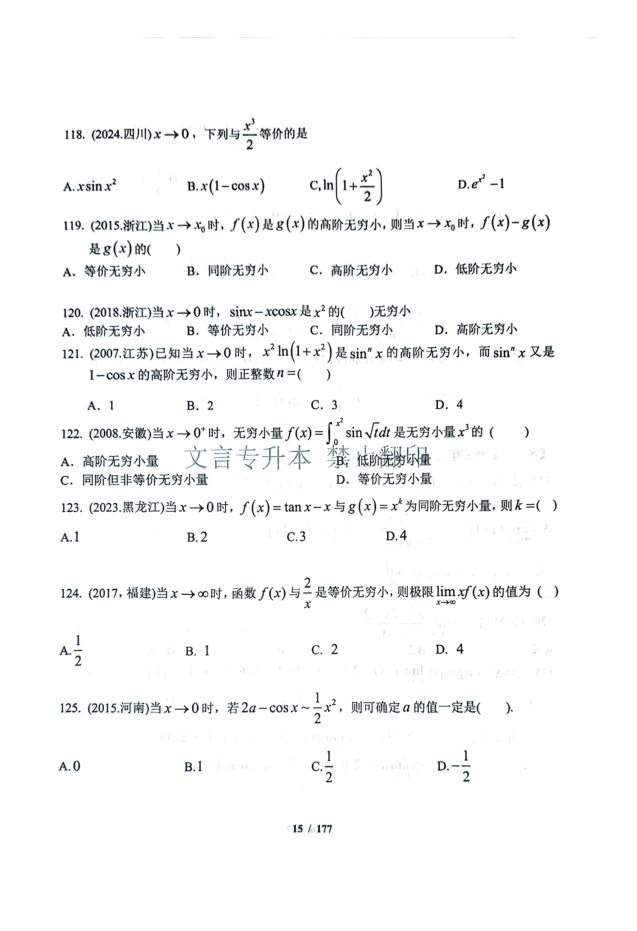 118. (2024.四川) x→0，下列与 x³/2 等价的是
A. x sin x²  B. x(1−cos x)  C, ln(1+x²/2)  D. e^(x²) −1
119. (2015.浙江)当 x→x₀ 时，f(x) 是 g(x) 的高阶无穷小，则当 x→x₀ 时，f(x)−g(x)
是 g(x) 的(  )
A．等价无穷小  B．同阶无穷小  C．高阶无穷小  D．低阶无穷小
120. (2018.浙江)当 x→0 时，sinx−xcosx 是 x² 的(  )无穷小
A．低阶无穷小  B．等价无穷小  C．同阶无穷小  D．高阶无穷小
121. (2007.江苏)已知当 x→0 时，x² ln(1+x²) 是 sinⁿ x 的高阶无穷小，而 sinⁿ x 又是
1−cos x 的高阶无穷小，则正整数 n =(  )
A．1  B．2  C．3  D．4
122. (2008.安徽)当 x→0⁺ 时，无穷小量 f(x)=∫₀^(x²) sin √t dt 是无穷小量 x³ 的 (  )
A．高阶无穷小量  B．低阶无穷小量
文言专升本 禁止翻印
C．同阶但非等价无穷小量  D．等价无穷小量
123. (2023.黑龙江)当 x→0 时，f(x)=tan x−x 与 g(x)=xᵏ 为同阶无穷小量，则 k =(  )
A.1  B.2  C.3  D.4
124. (2017，福建)当 x→∞时，函数 f(x) 与 2/x 是等价无穷小，则极限 lim_(x→∞) xf(x) 的值为 (  )
A. 1/2  B. 1  C. 2  D. 4
125. (2015.河南)当 x→0 时，若 2a−cos x ~ 1/2 x²，则可确定 a 的值一定是(  ).
A.0  B.1  C. 1/2  D. −1/2
15 / 177